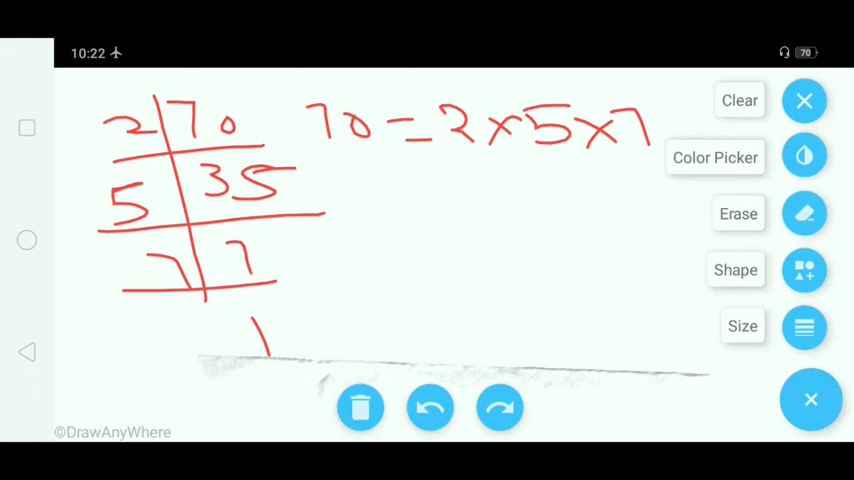 10:22
70
2 70 70 = 2 × 5 × 7
5 35
7 7
1
Clear
Color Picker
Erase
Shape
Size
©DrawAnyWhere